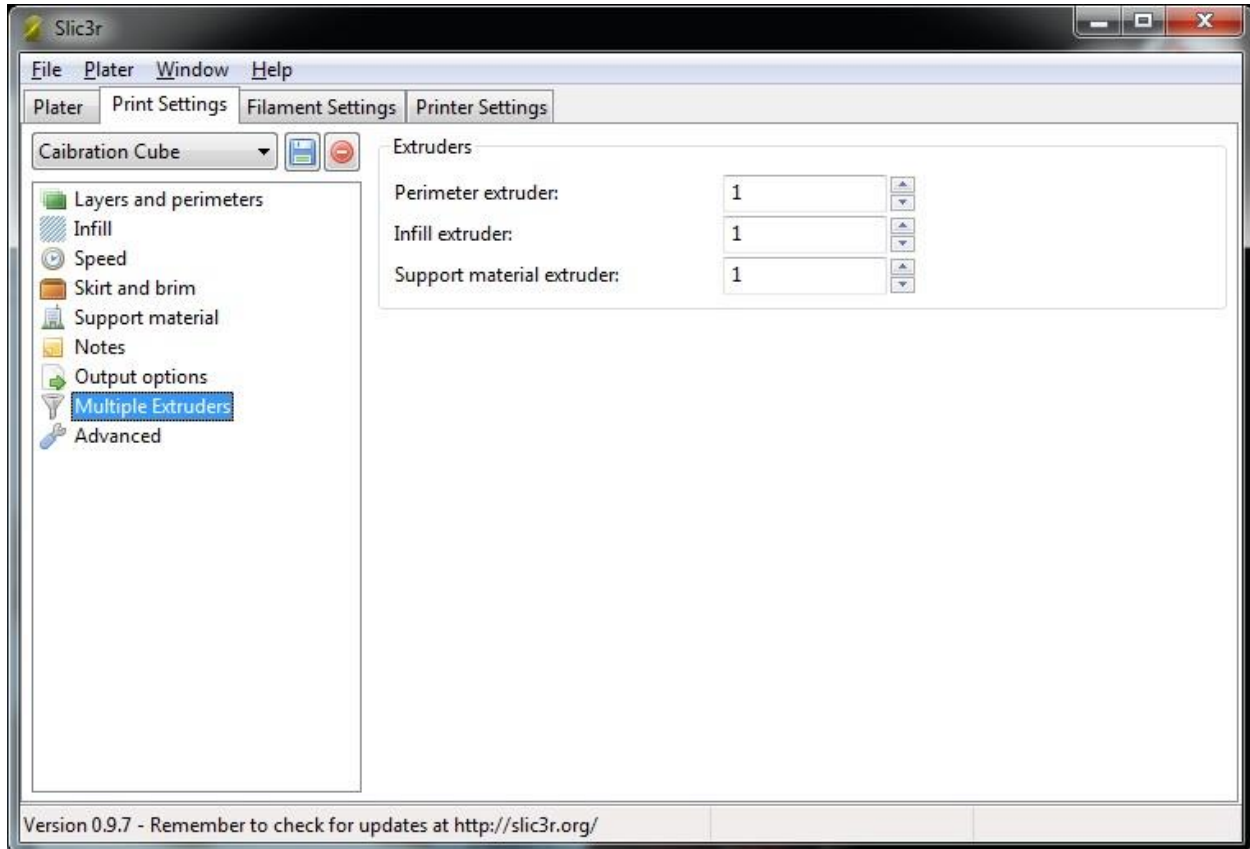 Slic3r
File Plater Window Help
Plater Print Settings Filament Settings Printer Settings
Caibration Cube
Layers and perimeters
Infill
Speed
Skirt and brim
Support material
Notes
Output options
Multiple Extruders
Advanced
Extruders
Perimeter extruder: 1
Infill extruder: 1
Support material extruder: 1
Version 0.9.7 - Remember to check for updates at http://slic3r.org/